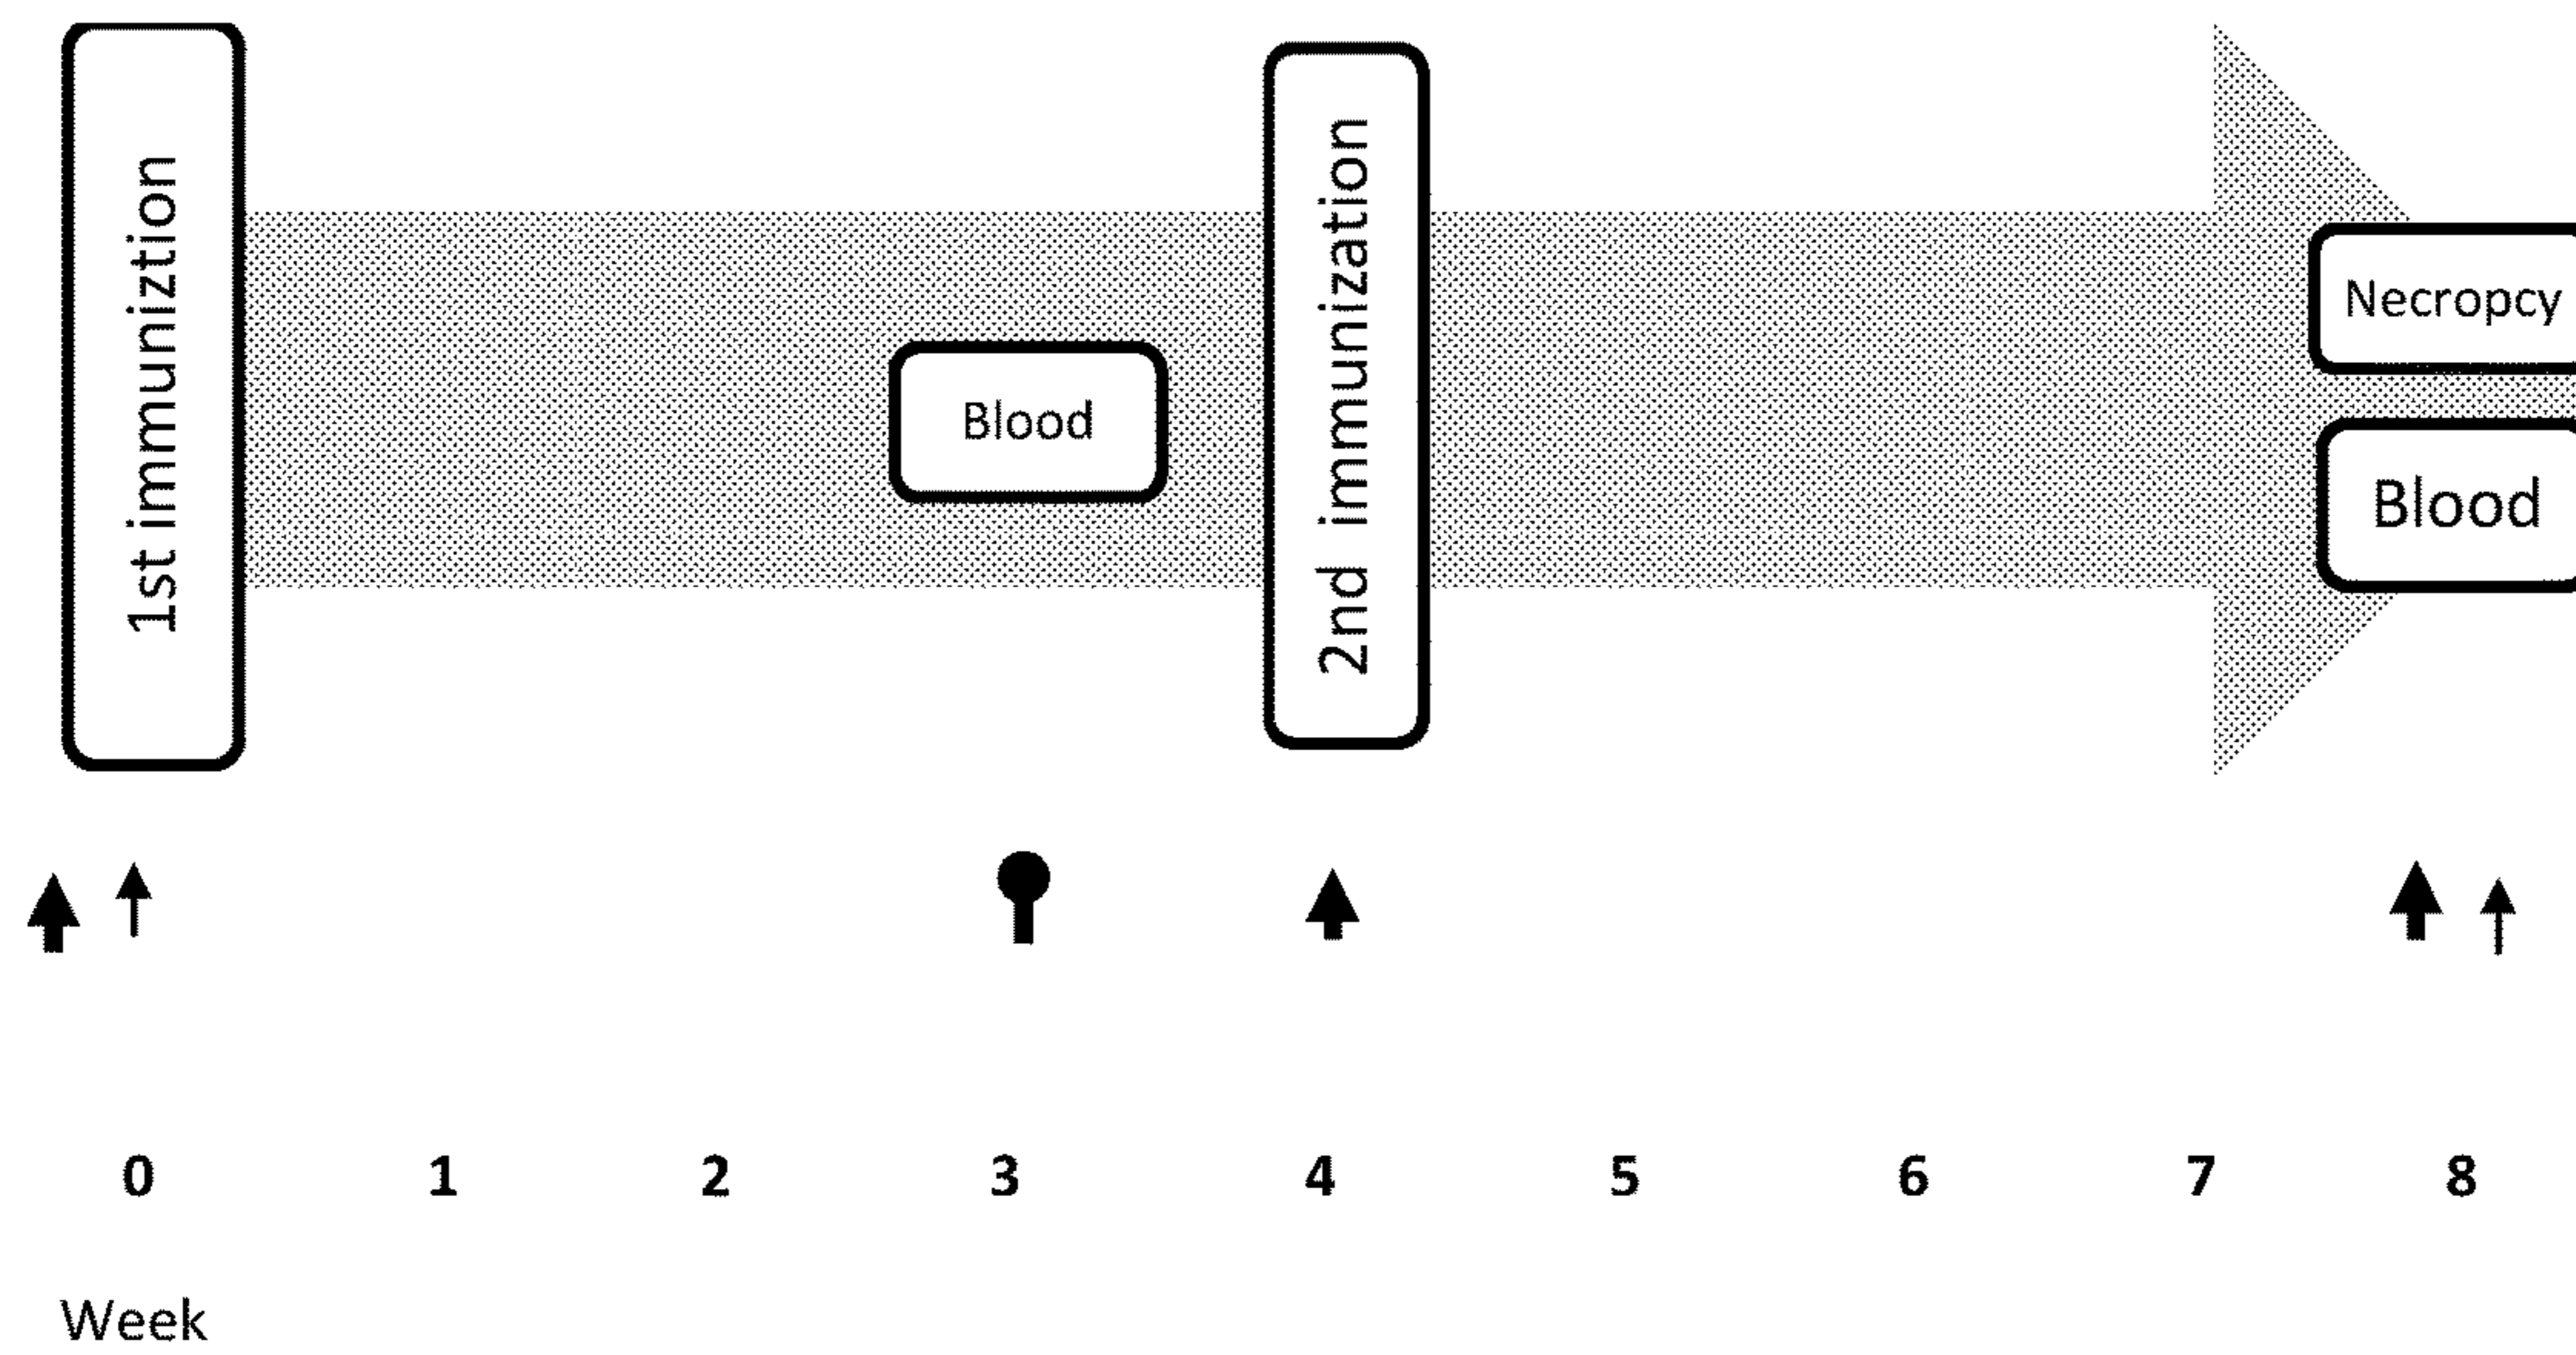 1st immuniztion
Blood
2nd immunization
Necropcy
Blood
0 1 2 3 4 5 6 7 8
Week